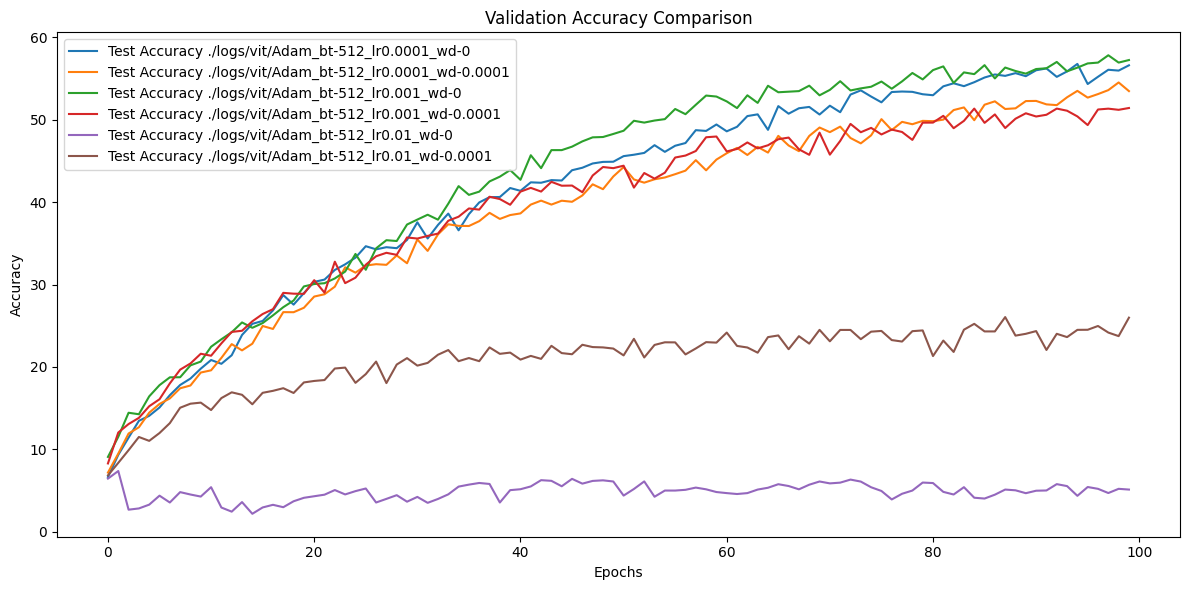 Validation Accuracy Comparison
Test Accuracy ./logs/vit/Adam_bt-512_lr0.0001_wd-0
Test Accuracy ./logs/vit/Adam_bt-512_lr0.0001_wd-0.0001
Test Accuracy ./logs/vit/Adam_bt-512_lr0.001_wd-0
Test Accuracy ./logs/vit/Adam_bt-512_lr0.001_wd-0.0001
Test Accuracy ./logs/vit/Adam_bt-512_lr0.01_wd-0
Test Accuracy ./logs/vit/Adam_bt-512_lr0.01_wd-0.0001
Accuracy
60
50
40
30
20
10
0
0 20 40 60 80 100
Epochs